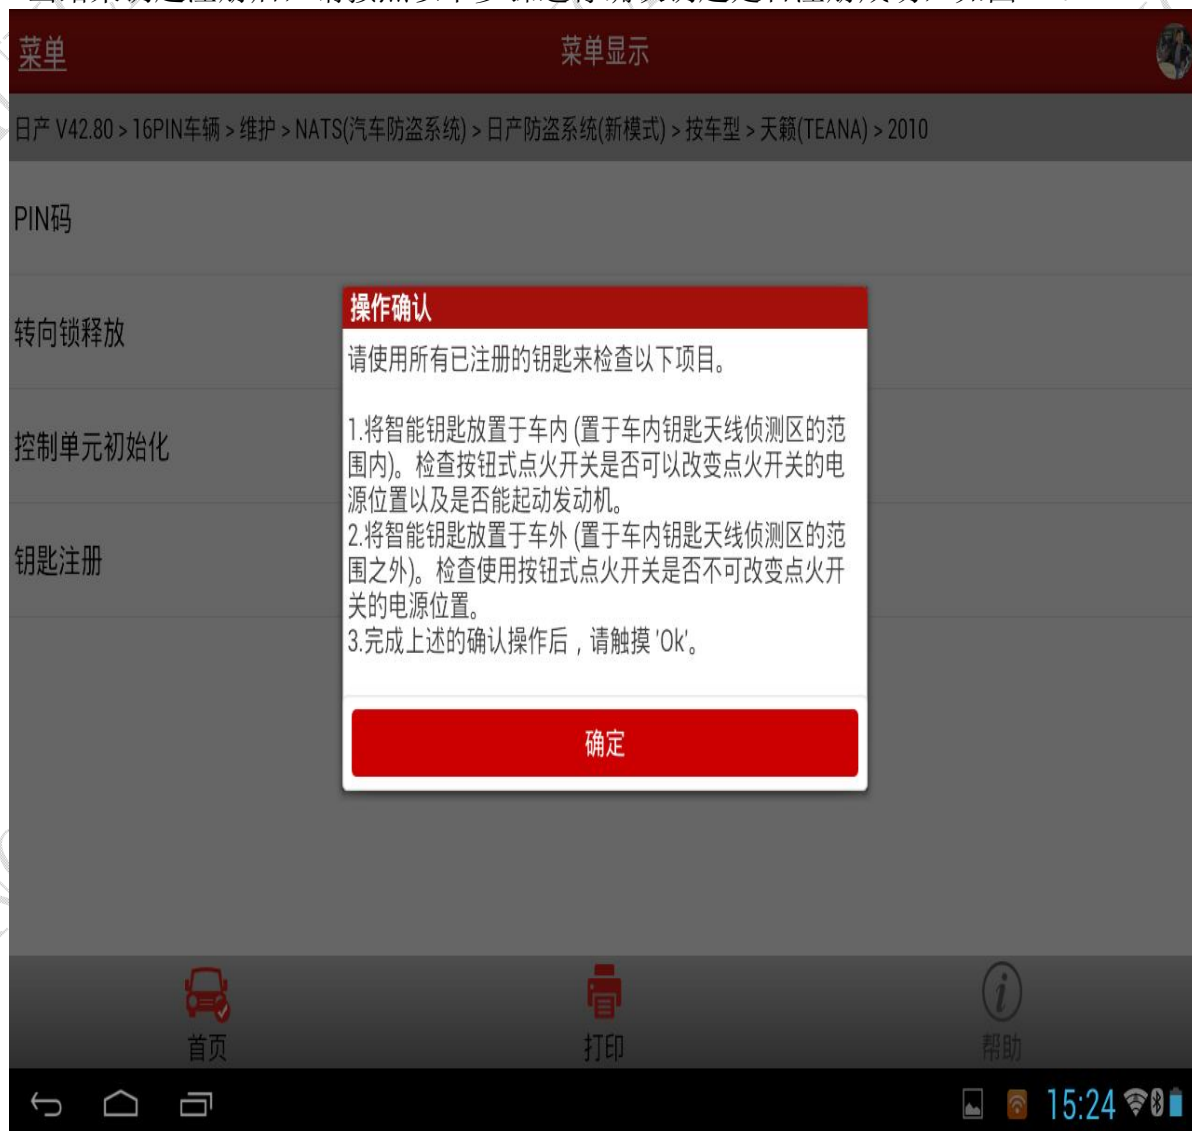 菜单
菜单显示
日产 V42.80 > 16PIN车辆 > 维护 > NATS(汽车防盗系统) > 日产防盗系统(新模式) > 按车型 > 天籁(TEANA) > 2010
PIN码
转向锁释放
控制单元初始化
钥匙注册
操作确认
请使用所有已注册的钥匙来检查以下项目。
1.将智能钥匙放置于车内 (置于车内钥匙天线侦测区的范
围内)。检查按钮式点火开关是否可以改变点火开关的电
源位置以及是否能起动发动机。
2.将智能钥匙放置于车外 (置于车内钥匙天线侦测区的范
围之外)。检查使用按钮式点火开关是否不可改变点火开
关的电源位置。
3.完成上述的确认操作后，请触摸 'Ok'。
确定
首页
打印
帮助
15:24